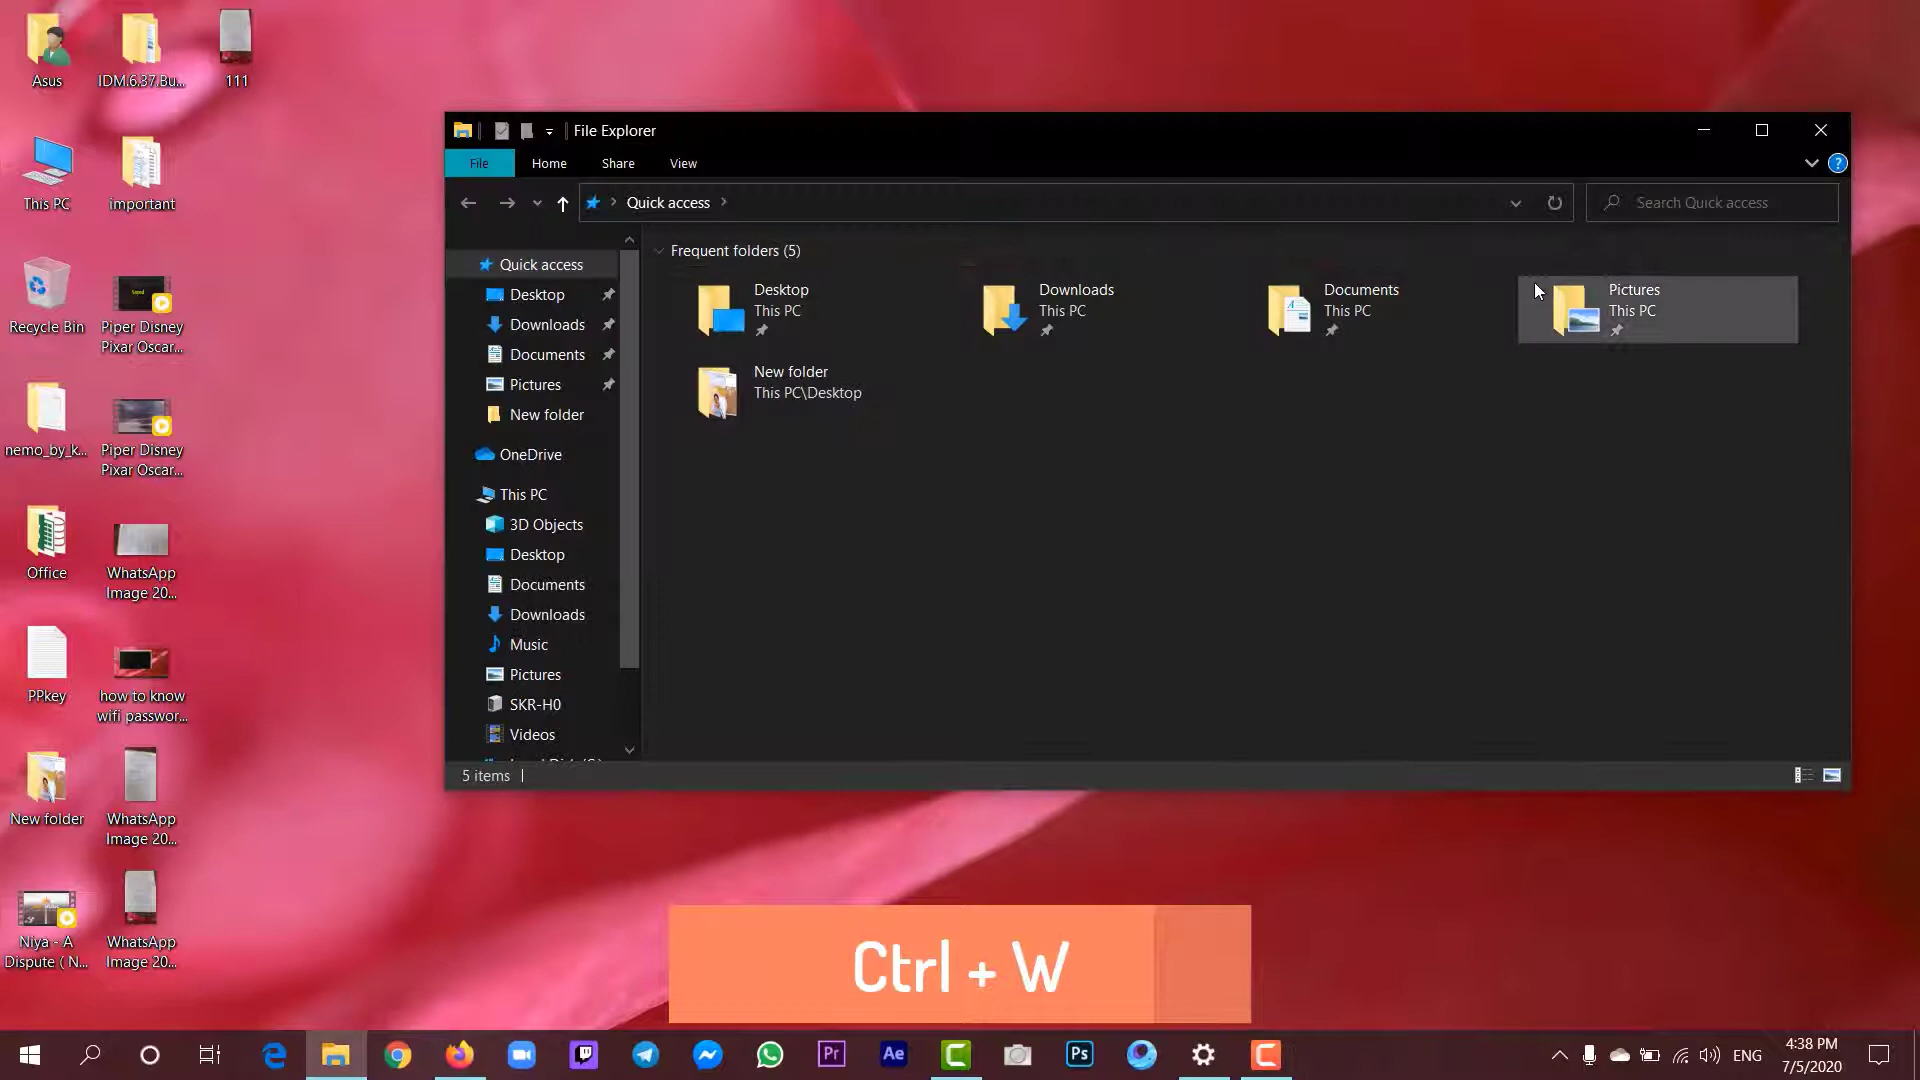 Asus
IDM.6.37.Bu...
111
This PC
important
Recycle Bin
Piper Disney
Pixar Oscar...
nemo_by_k...
Piper Disney
Pixar Oscar...
Office
WhatsApp
Image 20...
PPkey
how to know
wifi passwor...
New folder
WhatsApp
Image 20...
Niya - A
Dispute ( N...
WhatsApp
Image 20...
File Explorer
File
Home
Share
View
Quick access
Search Quick access
Quick access
Desktop
Downloads
Documents
Pictures
New folder
OneDrive
This PC
3D Objects
Desktop
Documents
Downloads
Music
Pictures
SKR-H0
Videos
Frequent folders (5)
Desktop
This PC
Downloads
This PC
Documents
This PC
Pictures
This PC
New folder
This PC\Desktop
5 items
Ctrl + W
Pr
Ae
Ps
ENG
4:38 PM
7/5/2020